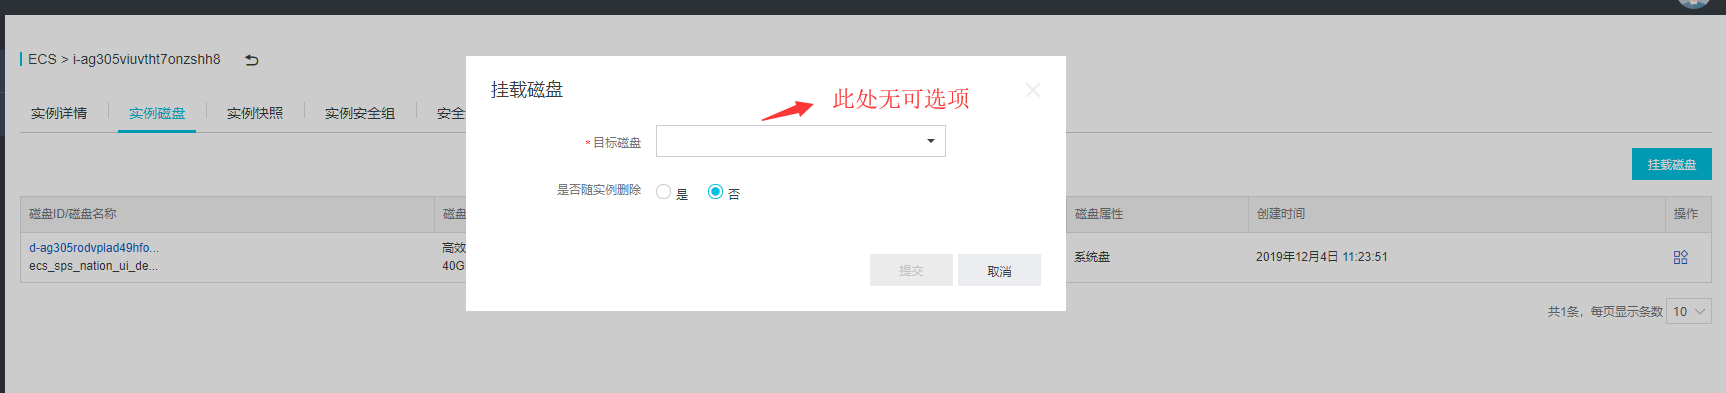 ECS > i-ag305viuvtht7onzshh8
实例详情
实例磁盘
实例快照
实例安全组
安全
挂载磁盘
此处无可选项
*目标磁盘
是否随实例删除
是
否
提交
取消
挂载磁盘
磁盘ID/磁盘名称
磁盘
磁盘属性
创建时间
操作
d-ag305rodvplad49hfo...
ecs_sps_nation_ui_de...
高效
40G
系统盘
2019年12月4日 11:23:51
共1条，每页显示条数
10